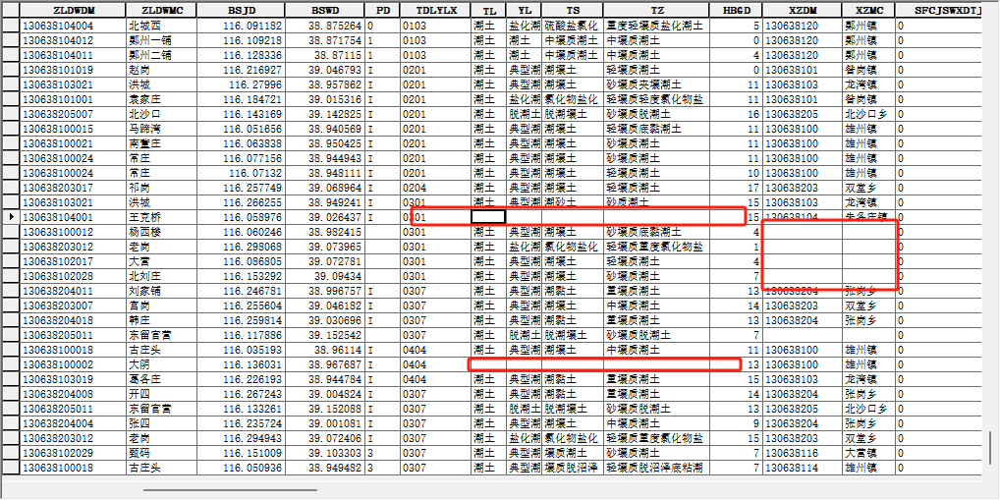 ZLDWDM ZLDWMC BSJD BSWD PD TDLYLX TL YL TS TZ HBGD XZDM XZMC SFCJSWXDTJ
130638104004 北城西 116.091182 38.875264 0 0103 潮土 盐化潮 硫酸盐氯化 重度轻壤质盐化潮土 5 130638120 鄚州镇 0
130638104012 鄚州一铺 116.109218 38.871754 I 0103 潮土 潮土 中壤质潮土 中壤质潮土 0 130638120 鄚州镇 0
130638104011 鄚州二铺 116.128336 38.87115 I 0103 潮土 潮土 中壤质潮土 中壤质潮土 4 130638120 鄚州镇 0
130638101019 赵岗 116.216927 39.046793 I 0201 潮土 典型潮 潮壤土 轻壤质潮土 0 130638101 昝岗镇 0
130638103021 洪城 116.27996 38.957862 I 0201 潮土 典型潮 潮壤土 砂壤质夹壤潮土 11 130638103 龙湾镇 0
130638101001 袁家庄 116.184721 39.015316 I 0201 潮土 盐化潮 氯化物盐化 轻壤质轻度氯化物盐 11 130638101 昝岗镇 0
130638205007 北沙口 116.143169 39.142825 I 0201 潮土 脱潮土 脱潮壤土 砂壤质脱潮土 16 130638205 北沙口乡 0
130638100015 马蹄湾 116.051656 38.940569 I 0201 潮土 典型潮 潮壤土 轻壤质底黏潮土 11 130638100 雄州镇 0
130638100021 南董庄 116.063838 38.950425 I 0201 潮土 典型潮 潮壤土 砂壤质潮土 11 130638100 雄州镇 0
130638100024 常庄 116.077156 38.944943 I 0201 潮土 典型潮 潮壤土 砂壤质潮土 11 130638100 雄州镇 0
130638100024 常庄 116.07132 38.948111 I 0201 潮土 典型潮 潮壤土 轻壤质潮土 10 130638100 雄州镇 0
130638203017 祁岗 116.257749 39.068964 I 0204 潮土 典型潮 潮壤土 轻壤质潮土 17 130638203 双堂乡 0
130638103021 洪城 116.266255 38.949241 I 0301 潮土 典型潮 潮砂土 砂质潮土 15 130638103 龙湾镇 0
130638104001 王克桥 116.058976 39.026437 I 0301 15 130638104 朱各庄镇 0
130638100012 杨西楼 116.060246 38.982415 0301 潮土 典型潮 潮壤土 砂壤质底黏潮土 4 0
130638203012 老岗 116.298068 39.073965 0301 潮土 盐化潮 氯化物盐化 轻壤质重度氯化物盐 1 0
130638102017 大营 116.086805 39.072781 0301 潮土 典型潮 潮壤土 轻壤质潮土 4 0
130638102028 北刘庄 116.153292 39.09434 0301 潮土 典型潮 潮壤土 轻壤质潮土 7 0
130638204011 刘家铺 116.246781 38.996757 I 0307 潮土 典型潮 潮黏土 重壤质潮土 13 130638204 张岗乡 0
130638203007 宫岗 116.255604 39.046182 I 0307 潮土 典型潮 潮壤土 中壤质潮土 14 130638203 双堂乡 0
130638204018 韩庄 116.259814 39.030696 I 0307 潮土 典型潮 潮黏土 重壤质潮土 13 130638204 张岗乡 0
130638205011 东留官营 116.117886 39.152542 0307 潮土 脱潮土 脱潮壤土 砂壤质脱潮土 7 0
130638100018 古庄头 116.035193 38.96114 I 0404 潮土 典型潮 潮壤土 中壤质潮土 11 130638100 雄州镇 0
130638100002 大阴 116.136031 38.967687 I 0404 13 130638100 雄州镇 0
130638103019 葛各庄 116.226193 38.944784 I 0404 潮土 典型潮 潮黏土 重壤质潮土 15 130638103 龙湾镇 0
130638204008 开四 116.267243 39.004824 I 0307 潮土 典型潮 潮黏土 重壤质潮土 14 130638204 张岗乡 0
130638205011 东留官营 116.133261 39.152088 I 0307 潮土 脱潮土 脱潮壤土 砂壤质脱潮土 13 130638205 北沙口乡 0
130638204004 张四 116.235724 39.001081 I 0307 潮土 典型潮 潮壤土 中壤质潮土 9 130638204 张岗乡 0
130638203012 老岗 116.294943 39.072406 I 0307 潮土 盐化潮 氯化物盐化 轻壤质重度氯化物盐 15 130638203 双堂乡 0
130638102029 甄码 116.151009 39.103303 3 0307 潮土 典型潮 壤质潮土 砂壤质潮土 7 130638116 大营镇 0
130638100018 古庄头 116.050936 38.949482 3 0307 潮土 典型潮 壤质脱沼泽 轻壤质脱沼泽底粘潮 7 130638114 雄州镇 0